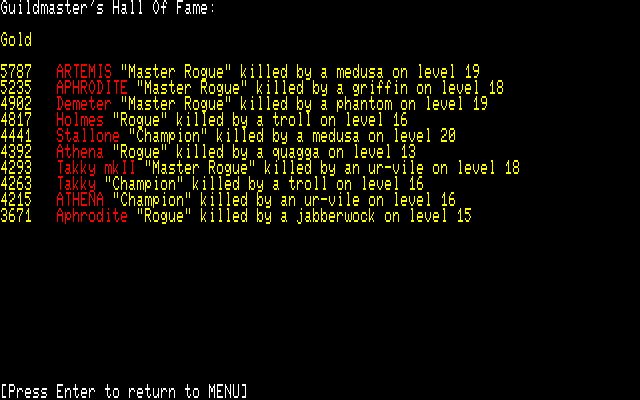 Guildmaster's Hall Of Fame:
Gold
5787 ARTEMIS "Master Rogue" killed by a medusa on level 19
5235 APHRODITE "Master Rogue" killed by a griffin on level 18
4902 Demeter "Master Rogue" killed by a phantom on level 19
4817 Holmes "Rogue" killed by a troll on level 16
4441 Stallone "Champion" killed by a medusa on level 20
4392 Athena "Rogue" killed by a quagga on level 13
4293 Takky mkII "Master Rogue" killed by an ur-vile on level 18
4263 Takky "Champion" killed by a troll on level 16
4215 ATHENA "Champion" killed by an ur-vile on level 16
3671 Aphrodite "Rogue" killed by a jabberwock on level 15
[Press Enter to return to MENU]